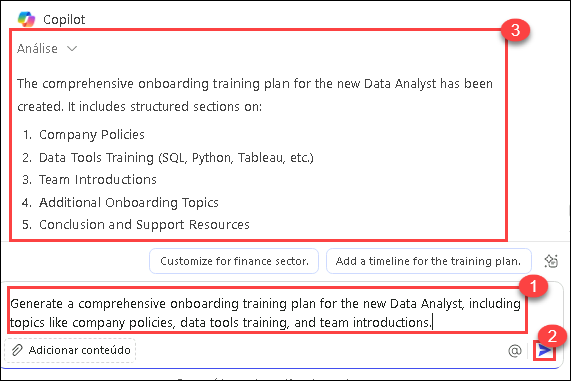 Copilot
3
Análise
The comprehensive onboarding training plan for the new Data Analyst has been
created. It includes structured sections on:
1. Company Policies
2. Data Tools Training (SQL, Python, Tableau, etc.)
3. Team Introductions
4. Additional Onboarding Topics
5. Conclusion and Support Resources
Customize for finance sector. Add a timeline for the training plan.
1
Generate a comprehensive onboarding training plan for the new Data Analyst, including
topics like company policies, data tools training, and team introductions.
2
Adicionar conteúdo @